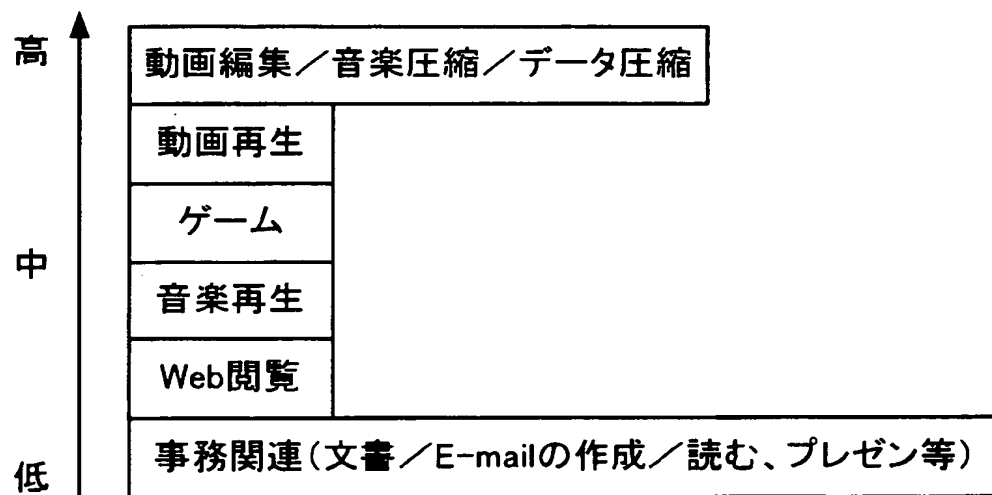 高
動画編集／音楽圧縮／データ圧縮
動画再生
ゲーム
中
音楽再生
Web閲覧
事務関連(文書／E-mailの作成／読む、プレゼン等)
低